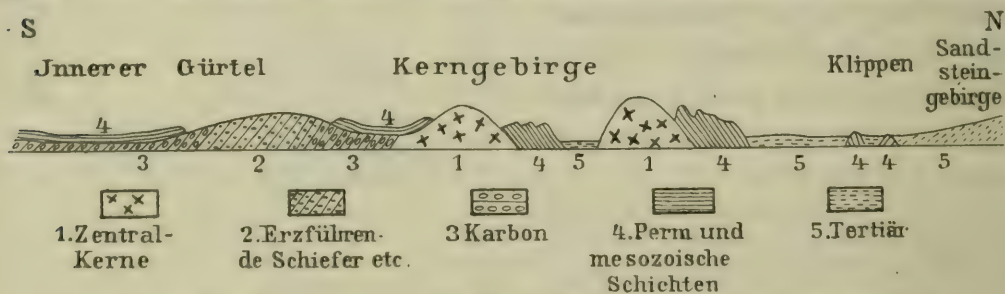 S N
Jnnerer Gürtel Kerngebirge Klippen Sand-
stein-
gebirge
4 4
3 2 3 1 4 5 1 4 5 4 4 5
1.Zentral-
Kerne
2.Erzführen-
de Schiefer etc.
3 Karbon
4.Perm und
mesozoische
Schichten
5.Tertiär